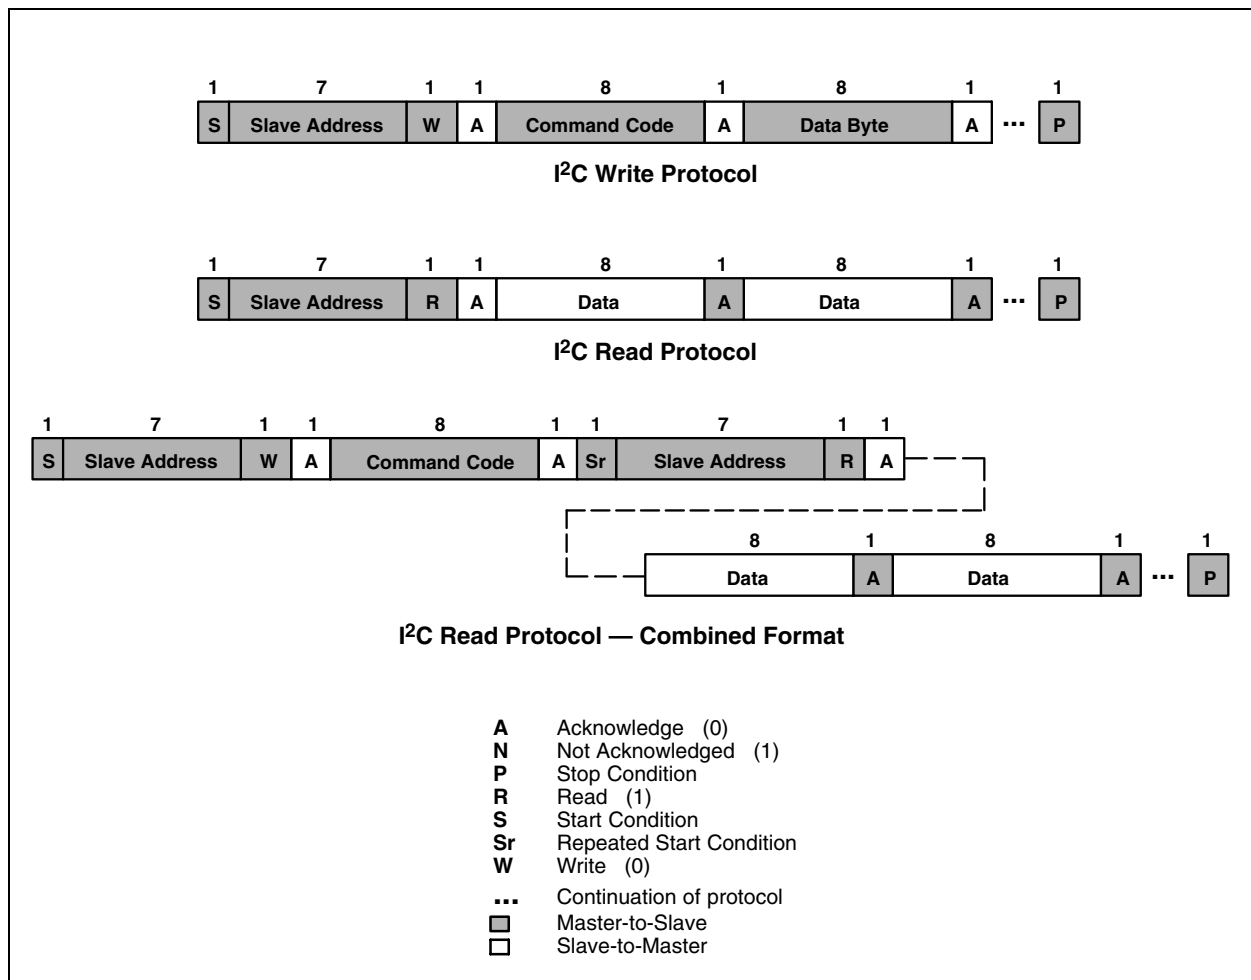 1 7 1 1 8 1 8 1 1
S Slave Address W A Command Code A Data Byte A ... P
I²C Write Protocol
1 7 1 1 8 1 8 1 1
S Slave Address R A Data A Data A ... P
I²C Read Protocol
1 7 1 1 8 1 1 7 1 1
S Slave Address W A Command Code A Sr Slave Address R A
8 1 8 1 1
Data A Data A ... P
I²C Read Protocol — Combined Format
A Acknowledge (0)
N Not Acknowledged (1)
P Stop Condition
R Read (1)
S Start Condition
Sr Repeated Start Condition
W Write (0)
... Continuation of protocol
Master-to-Slave
Slave-to-Master